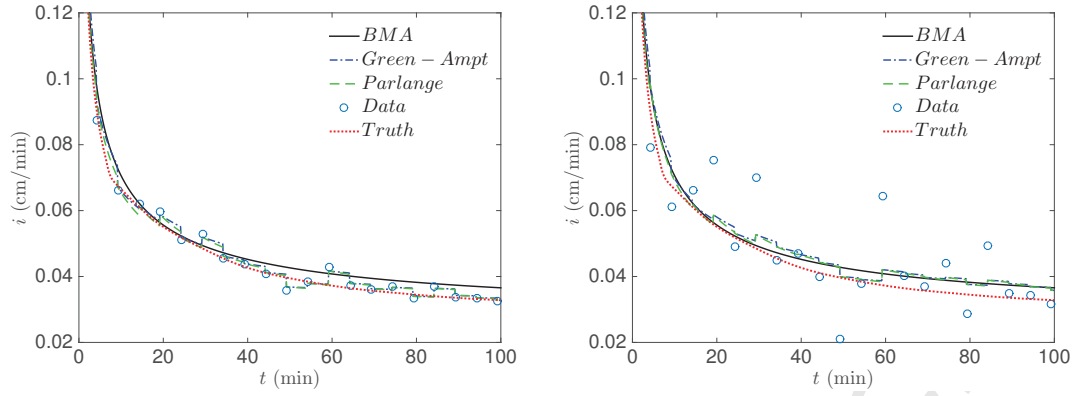 0.12
0.1
0.08
0.06
0.04
0.02
i (cm/min)
0
20
40
60
80
100
t (min)
BMA
Green − Ampt
Parlange
Data
Truth
0.12
0.1
0.08
0.06
0.04
0.02
i (cm/min)
0
20
40
60
80
100
t (min)
BMA
Green − Ampt
Parlange
Data
Truth